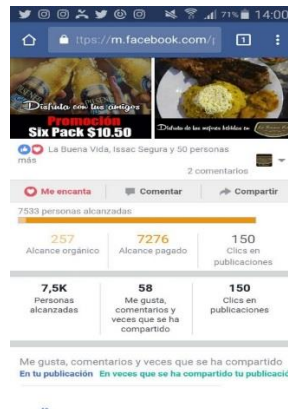 71% 14:00
ttps://m.facebook.com/p
1
Disfruta con tus amigos
Promoción
Six Pack $10.50
Disfruta de las mejores
La Buena Vida, Issac Segura y 50 personas
más
2 comentarios
Me encanta Comentar Compartir
7533 personas alcanzadas
257 7276 150
Alcance orgánico Alcance pagado Clics en
publicaciones
7,5K 58 150
Personas Me gusta, Clics en
alcanzadas comentarios y publicaciones
veces que se ha
compartido
Me gusta, comentarios y veces que se ha compartido
En tu publicación En veces que se ha compartido tu publicació